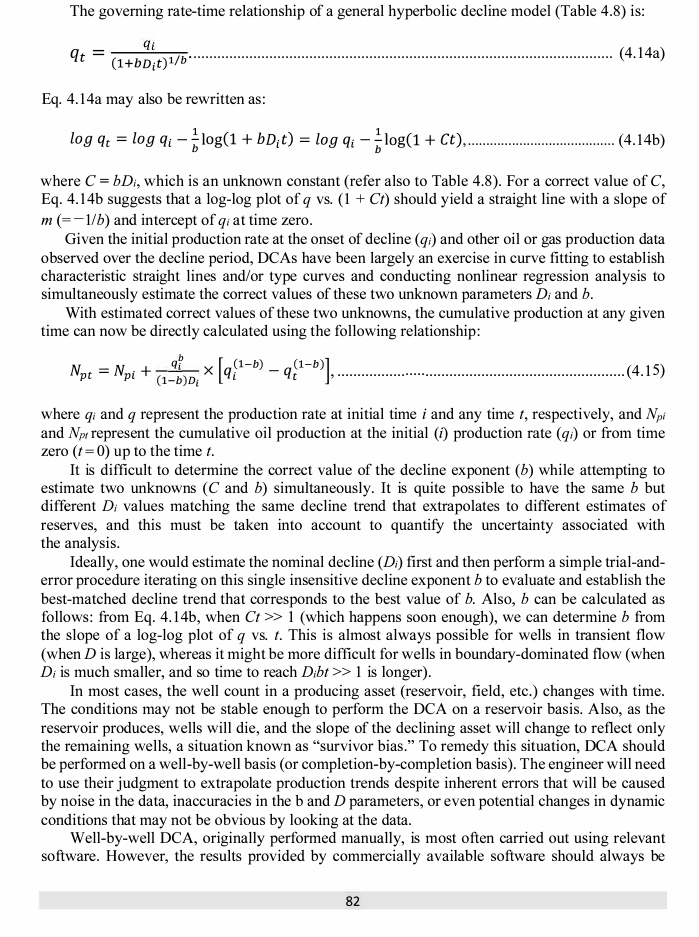 The governing rate-time relationship of a general hyperbolic decline model (Table 4.8) is:
q_t = q_i / (1+bD_i t)^{1/b} ........................................................................................................ (4.14a)
Eq. 4.14a may also be rewritten as:
log q_t = log q_i − 1/b log(1 + bD_i t) = log q_i − 1/b log(1 + Ct), ..................................... (4.14b)
where C = bD_i, which is an unknown constant (refer also to Table 4.8). For a correct value of C,
Eq. 4.14b suggests that a log-log plot of q vs. (1 + Ct) should yield a straight line with a slope of
m (=−1/b) and intercept of q_i at time zero.
Given the initial production rate at the onset of decline (q_i) and other oil or gas production data
observed over the decline period, DCAs have been largely an exercise in curve fitting to establish
characteristic straight lines and/or type curves and conducting nonlinear regression analysis to
simultaneously estimate the correct values of these two unknown parameters D_i and b.
With estimated correct values of these two unknowns, the cumulative production at any given
time can now be directly calculated using the following relationship:
N_pt = N_pi + q_i^b / ((1−b)D_i) × [q_i^(1−b) − q_t^(1−b)], ........................................................................ (4.15)
where q_i and q represent the production rate at initial time i and any time t, respectively, and N_pi
and N_pt represent the cumulative oil production at the initial (i) production rate (q_i) or from time
zero (t = 0) up to the time t.
It is difficult to determine the correct value of the decline exponent (b) while attempting to
estimate two unknowns (C and b) simultaneously. It is quite possible to have the same b but
different D_i values matching the same decline trend that extrapolates to different estimates of
reserves, and this must be taken into account to quantify the uncertainty associated with
the analysis.
Ideally, one would estimate the nominal decline (D_i) first and then perform a simple trial-and-
error procedure iterating on this single insensitive decline exponent b to evaluate and establish the
best-matched decline trend that corresponds to the best value of b. Also, b can be calculated as
follows: from Eq. 4.14b, when Ct >> 1 (which happens soon enough), we can determine b from
the slope of a log-log plot of q vs. t. This is almost always possible for wells in transient flow
(when D is large), whereas it might be more difficult for wells in boundary-dominated flow (when
D_i is much smaller, and so time to reach D_ibt >> 1 is longer).
In most cases, the well count in a producing asset (reservoir, field, etc.) changes with time.
The conditions may not be stable enough to perform the DCA on a reservoir basis. Also, as the
reservoir produces, wells will die, and the slope of the declining asset will change to reflect only
the remaining wells, a situation known as “survivor bias.” To remedy this situation, DCA should
be performed on a well-by-well basis (or completion-by-completion basis). The engineer will need
to use their judgment to extrapolate production trends despite inherent errors that will be caused
by noise in the data, inaccuracies in the b and D parameters, or even potential changes in dynamic
conditions that may not be obvious by looking at the data.
Well-by-well DCA, originally performed manually, is most often carried out using relevant
software. However, the results provided by commercially available software should always be
82